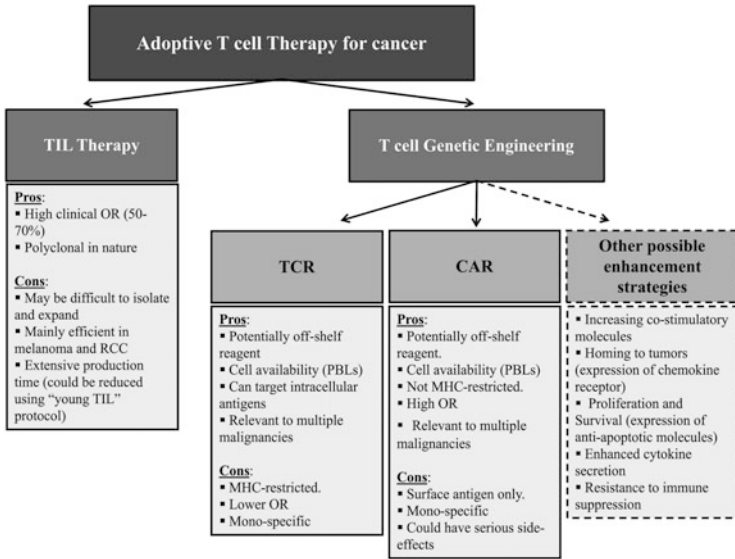 Adoptive T cell Therapy for cancer
TIL Therapy
Pros:
▪ High clinical OR (50-
70%)
▪ Polyclonal in nature
Cons:
▪ May be difficult to isolate
and expand
▪ Mainly efficient in
melanoma and RCC
▪ Extensive production
time (could be reduced
using “young TIL”
protocol)
T cell Genetic Engineering
TCR
Pros:
▪ Potentially off-shelf
reagent
▪ Cell availability (PBLs)
▪ Can target intracellular
antigens
▪ Relevant to multiple
malignancies
Cons:
▪ MHC-restricted.
▪ Lower OR
▪ Mono-specific
CAR
Pros:
▪ Potentially off-shelf
reagent.
▪ Cell availability (PBLs)
▪ Not MHC-restricted.
▪ High OR
▪ Relevant to multiple
malignancies
Cons:
▪ Surface antigen only.
▪ Mono-specific
▪ Could have serious side-
effects
Other possible
enhancement
strategies
▪ Increasing co-stimulatory
molecules
▪ Homing to tumors
(expression of chemokine
receptor)
▪ Proliferation and
Survival (expression of
anti-apoptotic molecules)
▪ Enhanced cytokine
secretion
▪ Resistance to immune
suppression